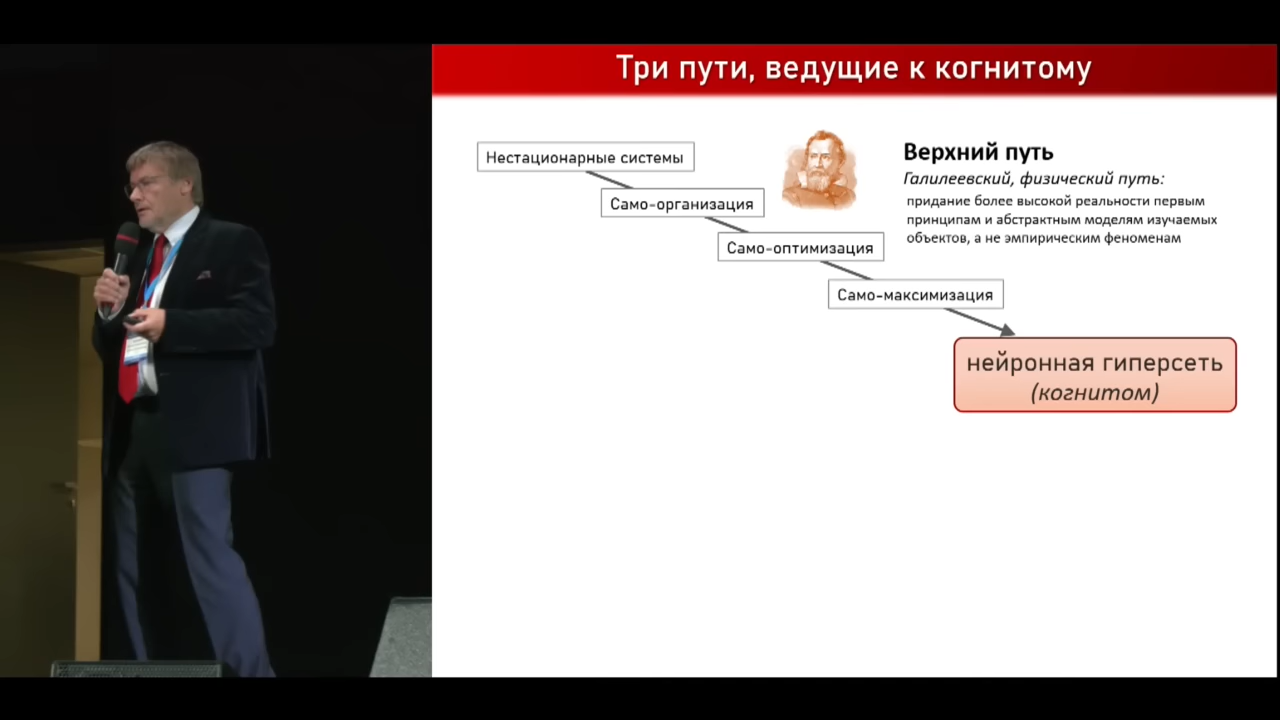 Три пути, ведущие к когнитому
Нестационарные системы
Само-организация
Само-оптимизация
Само-максимизация
нейронная гиперсеть
(когнитом)
Верхний путь
Галилеевский, физический путь:
придание более высокой реальности первым
принципам и абстрактным моделям изучаемых
объектов, а не эмпирическим феноменам